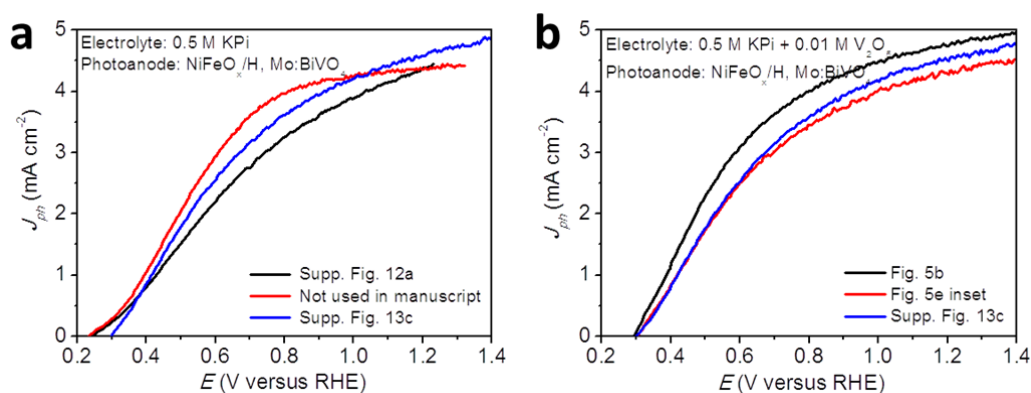 a
Electrolyte: 0.5 M KPi
Photoanode: NiFeOx/H, Mo:BiVO4
Jph (mA cm-2)
5
4
3
2
1
0
Supp. Fig. 12a
Not used in manuscript
Supp. Fig. 13c
0.2 0.4 0.6 0.8 1.0 1.2 1.4
E (V versus RHE)
b
Electrolyte: 0.5 M KPi + 0.01 M V2O5
Photoanode: NiFeOx/H, Mo:BiVO4
Jph (mA cm-2)
5
4
3
2
1
0
Fig. 5b
Fig. 5e inset
Supp. Fig. 13c
0.2 0.4 0.6 0.8 1.0 1.2 1.4
E (V versus RHE)